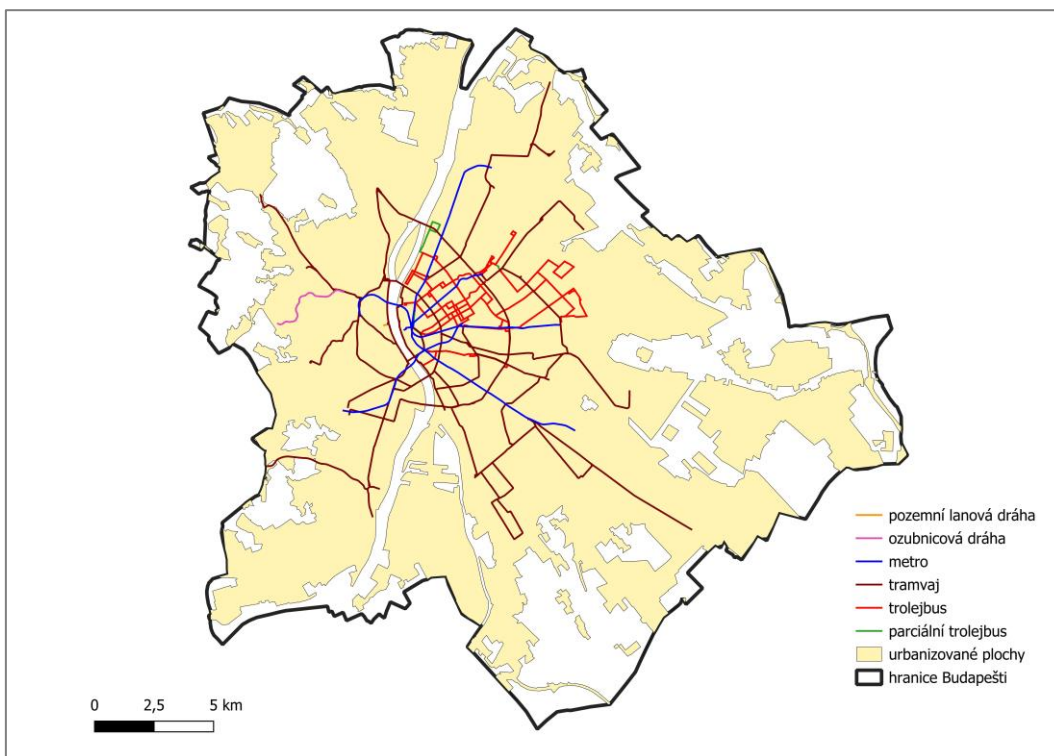 pozemní lanová dráha
ozubnicová dráha
metro
tramvaj
trolejbus
parciální trolejbus
urbanizované plochy
hranice Budapešti
0 2,5 5 km